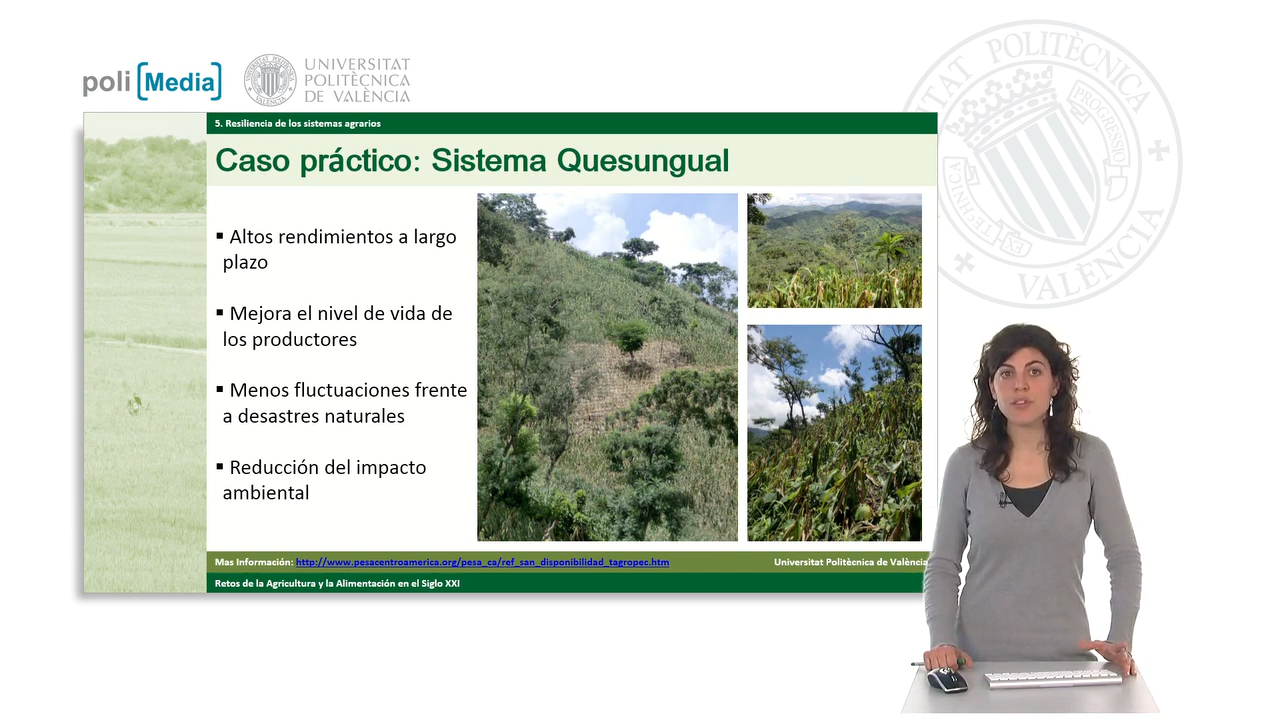 poli [Media]
UNIVERSITAT
POLITÈCNICA
DE VALÈNCIA
POLITÈCNICA
VALÈNCIA
5. Resiliencia de los sistemas agrarios
Caso práctico: Sistema Quesungual
▪ Altos rendimientos a largo
plazo
▪ Mejora el nivel de vida de
los productores
▪ Menos fluctuaciones frente
a desastres naturales
▪ Reducción del impacto
ambiental
Mas Información: http://www.pesacentroamerica.org/pesa_ca/ref_san_disponibilidad_tagropec.htm
Universitat Politècnica de València
Retos de la Agricultura y la Alimentación en el Siglo XXI